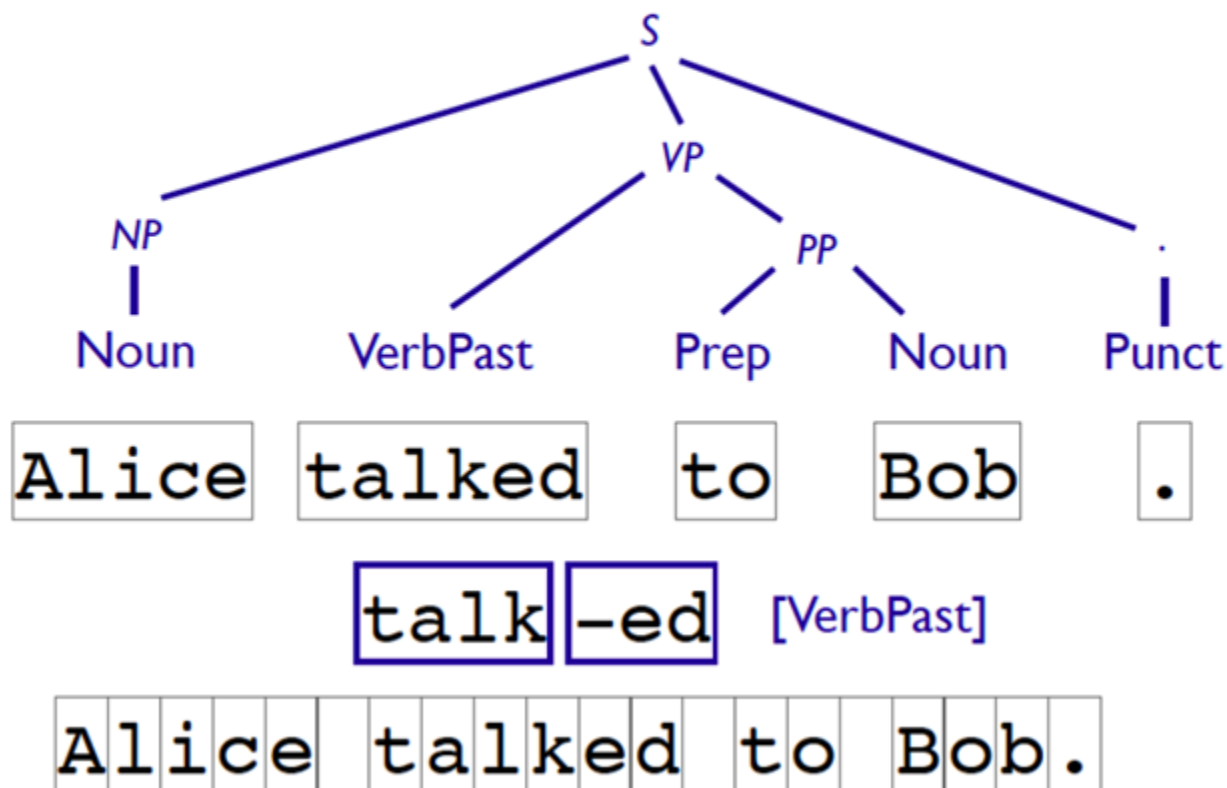 S
VP
NP PP .
Noun VerbPast Prep Noun Punct
Alice talked to Bob .
talk -ed [VerbPast]
Alice talked to Bob.